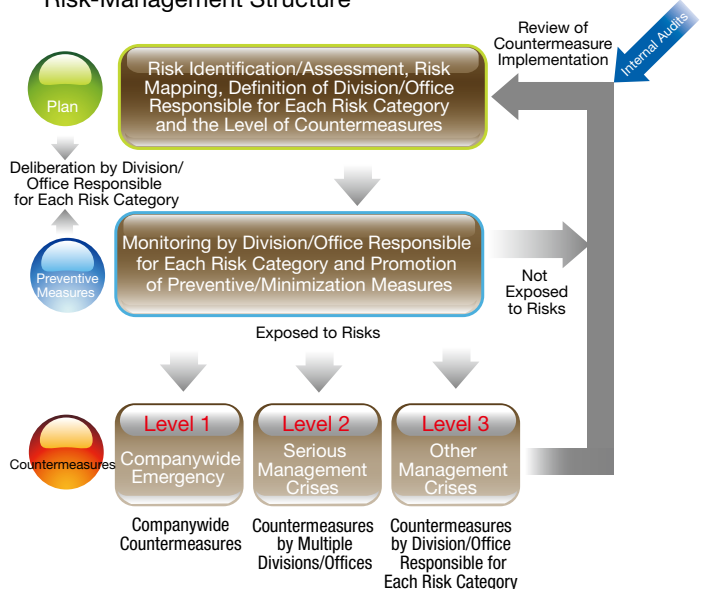 Risk-Management Structure
Review of
Countermeasure
Implementation
Internal Audits
Plan
Risk Identification/Assessment, Risk
Mapping, Definition of Division/Office
Responsible for Each Risk Category
and the Level of Countermeasures
Deliberation by Division/
Office Responsible
for Each Risk Category
Preventive
Measures
Monitoring by Division/Office Responsible
for Each Risk Category and Promotion
of Preventive/Minimization Measures
Not
Exposed
to Risks
Exposed to Risks
Countermeasures
Level 1
Companywide
Emergency
Companywide
Countermeasures
Level 2
Serious
Management
Crises
Countermeasures
by Multiple
Divisions/Offices
Level 3
Other
Management
Crises
Countermeasures
by Division/Office
Responsible for
Each Risk Category